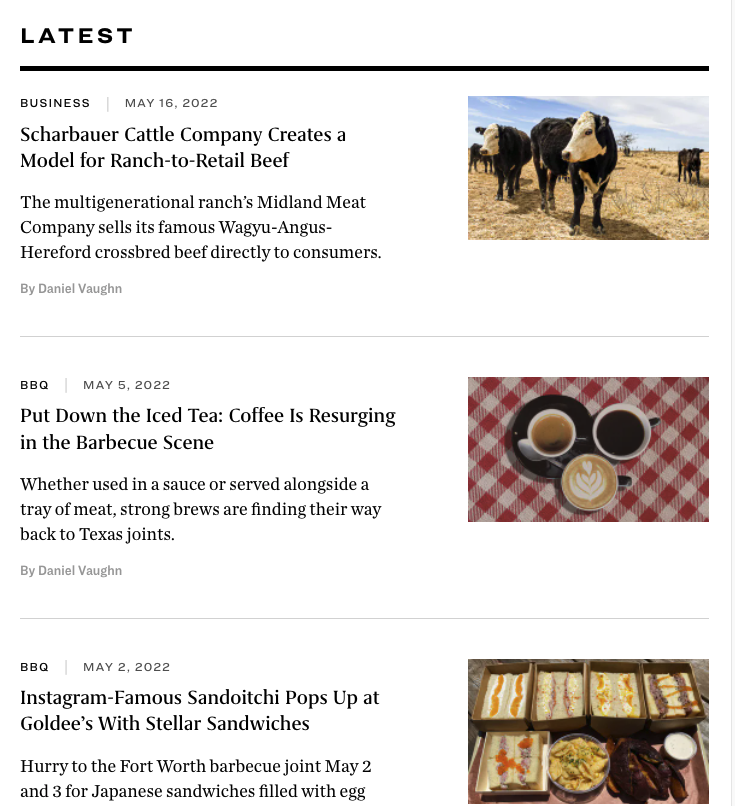 LATEST
BUSINESS | MAY 16, 2022
Scharbauer Cattle Company Creates a
Model for Ranch-to-Retail Beef
The multigenerational ranch’s Midland Meat
Company sells its famous Wagyu-Angus-
Hereford crossbred beef directly to consumers.
By Daniel Vaughn
BBQ | MAY 5, 2022
Put Down the Iced Tea: Coffee Is Resurging
in the Barbecue Scene
Whether used in a sauce or served alongside a
tray of meat, strong brews are finding their way
back to Texas joints.
By Daniel Vaughn
BBQ | MAY 2, 2022
Instagram-Famous Sandoitchi Pops Up at
Goldee’s With Stellar Sandwiches
Hurry to the Fort Worth barbecue joint May 2
and 3 for Japanese sandwiches filled with egg